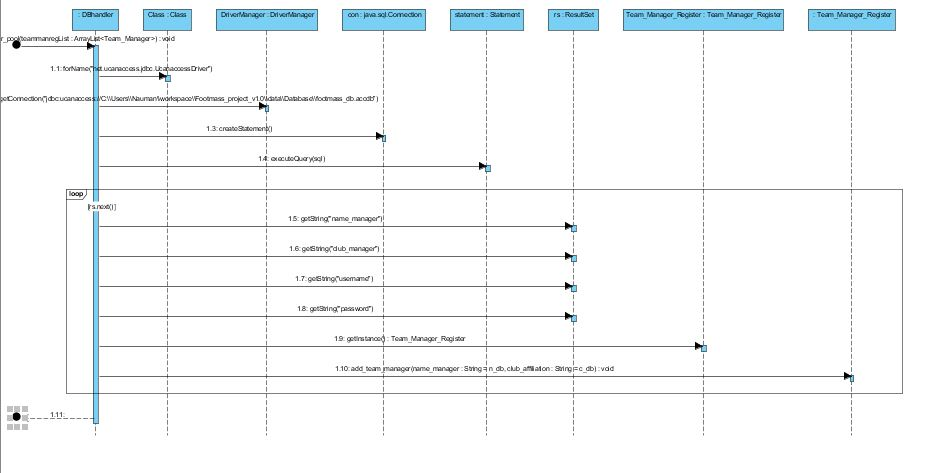 : DBhandler
Class : Class
DriverManager : DriverManager
con : java.sql.Connection
statement : Statement
rs : ResultSet
Team_Manager_Register : Team_Manager_Register
: Team_Manager_Register
r_pool(teammanregList : ArrayList<Team_Manager>) : void
1.1: forName("net.ucanaccess.jdbc.UcanaccessDriver")
getConnection("jdbc:ucanaccess://C:\\Users\\Nauman\workspace\\Footmass_project_v1.0\\data\\Database\\footmass_db.accdb")
1.3: createStatement()
1.4: executeQuery(sql)
loop
[rs.next()]
1.5: getString("name_manager")
1.6: getString("club_manager")
1.7: getString("username")
1.8: getString("password")
1.9: getInstance() : Team_Manager_Register
1.10: add_team_manager(name_manager : String = n_db, club_affiliation : String = c_db) : void
1.11: